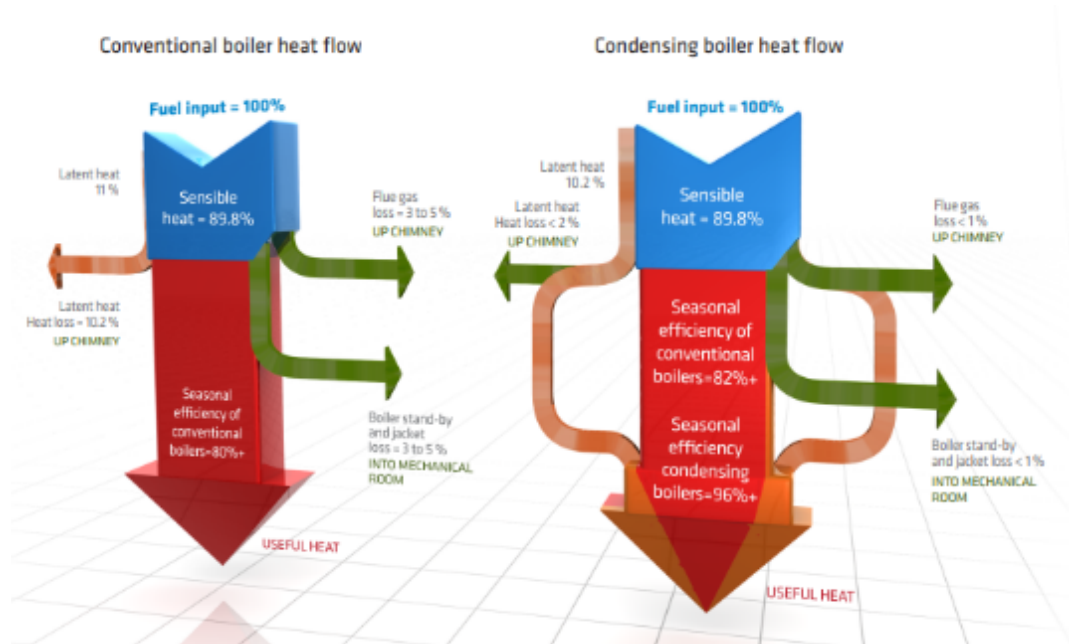 Conventional boiler heat flow
Fuel input = 100%
Latent heat
11 %
Sensible
heat = 89.8%
Flue gas
loss = 3 to 5 %
UP CHIMNEY
Latent heat
Heat loss = 10.2 %
UP CHIMNEY
Seasonal
efficiency of
conventional
boilers=80%+
Boiler stand-by
and jacket
loss = 3 to 5 %
INTO MECHANICAL
ROOM
USEFUL HEAT
Condensing boiler heat flow
Fuel input = 100%
Latent heat
10.2 %
Latent heat
Heat loss < 2 %
UP CHIMNEY
Sensible
heat = 89.8%
Flue gas
loss < 1 %
UP CHIMNEY
Seasonal
efficiency of
conventional
boilers=82%+
Seasonal
efficiency
condensing
boilers=96%+
Boiler stand-by
and jacket loss < 1%
INTO MECHANICAL
ROOM
USEFUL HEAT